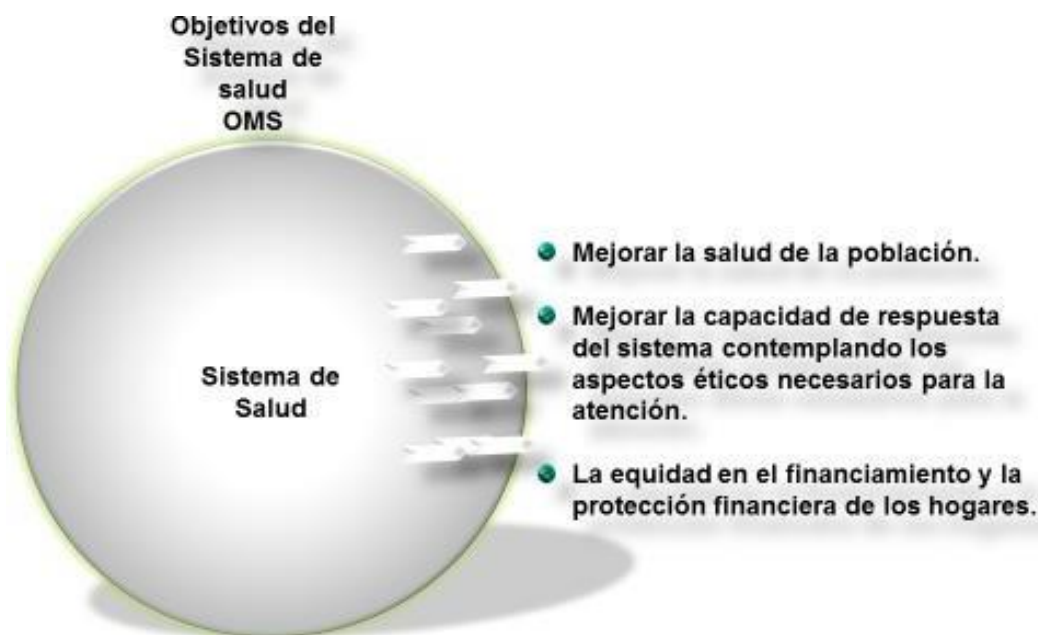 Objetivos del
Sistema de
salud
OMS
Sistema de
Salud
Mejorar la salud de la población.
Mejorar la capacidad de respuesta
del sistema contemplando los
aspectos éticos necesarios para la
atención.
La equidad en el financiamiento y la
protección financiera de los hogares.